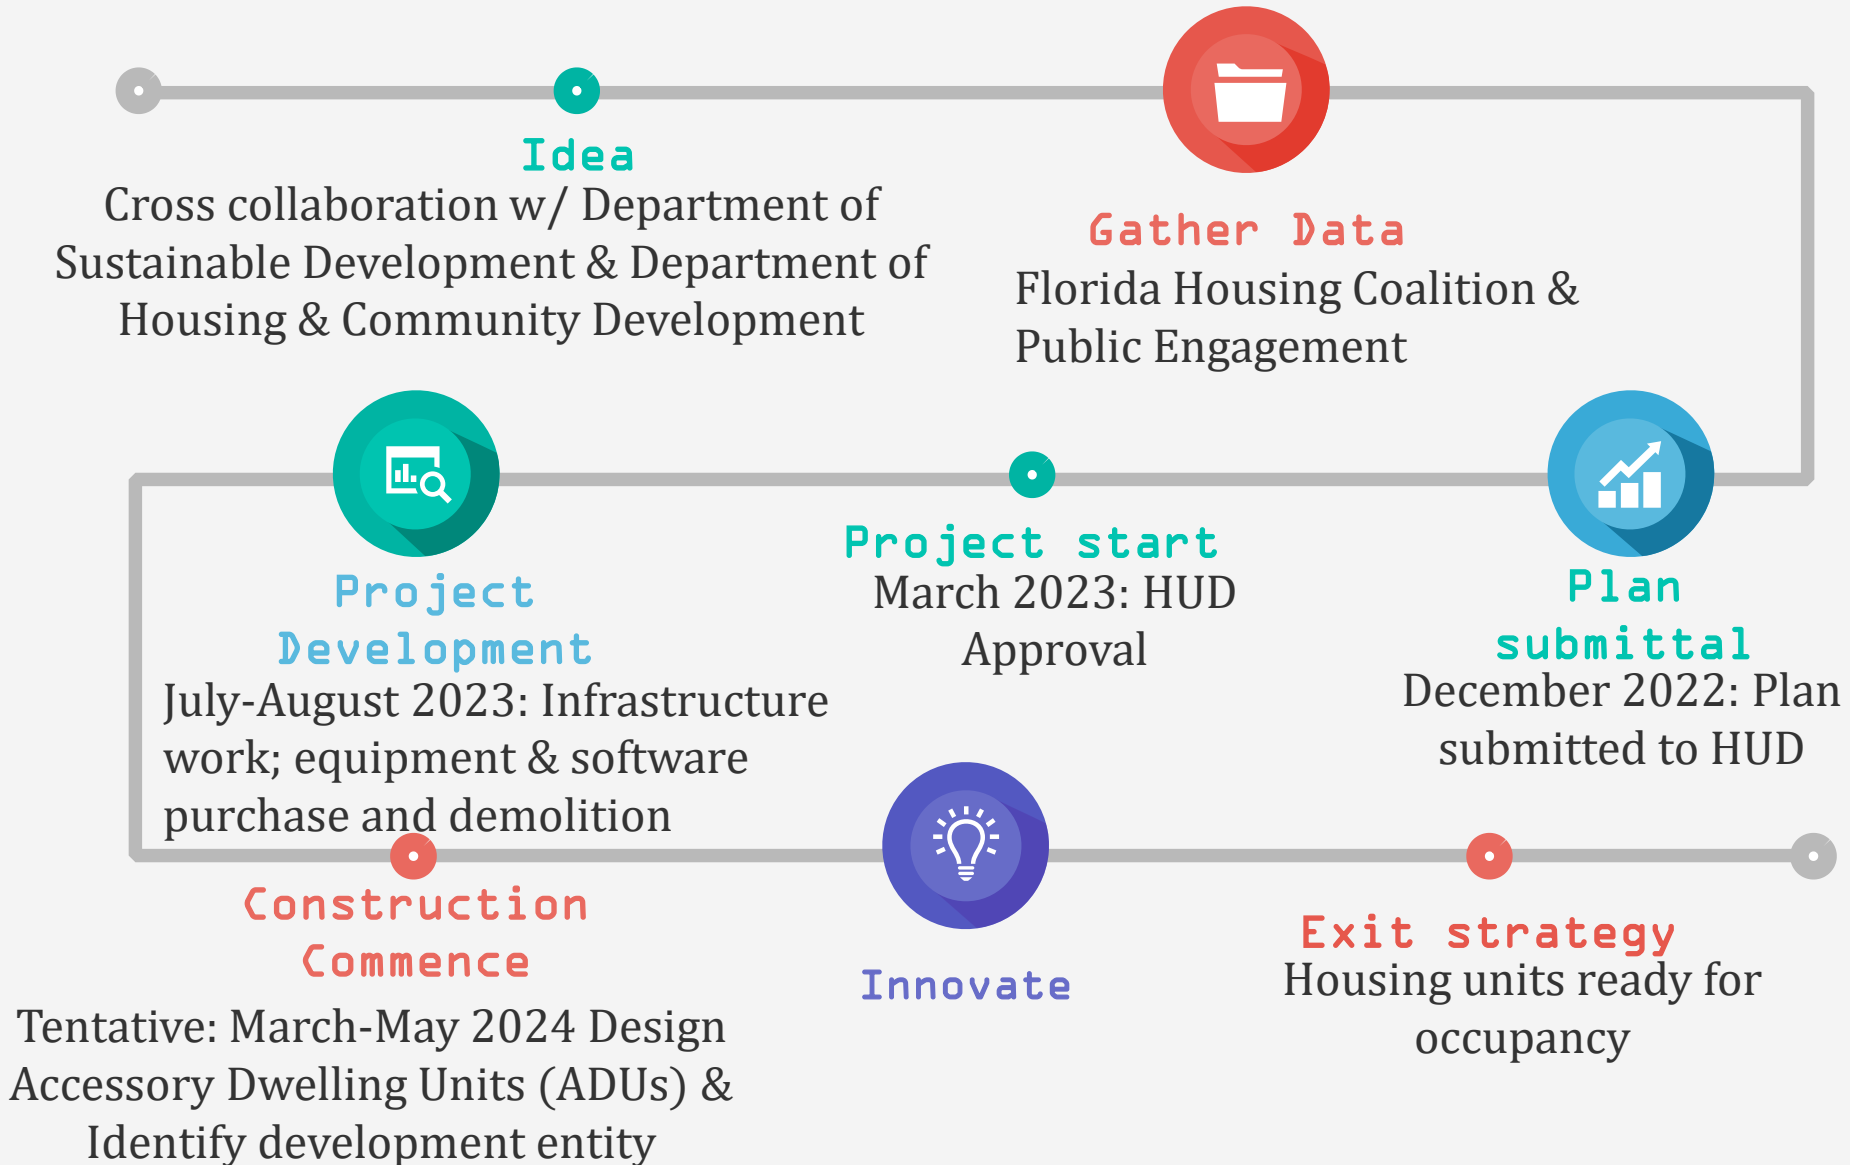 Idea
Cross collaboration w/ Department of
Sustainable Development & Department of
Housing & Community Development
Gather Data
Florida Housing Coalition &
Public Engagement
Plan
submittal
December 2022: Plan
submitted to HUD
Project start
March 2023: HUD
Approval
Project
Development
July-August 2023: Infrastructure
work; equipment & software
purchase and demolition
Construction
Commence
Tentative: March-May 2024 Design
Accessory Dwelling Units (ADUs) &
Identify development entity
Innovate
Exit strategy
Housing units ready for
occupancy